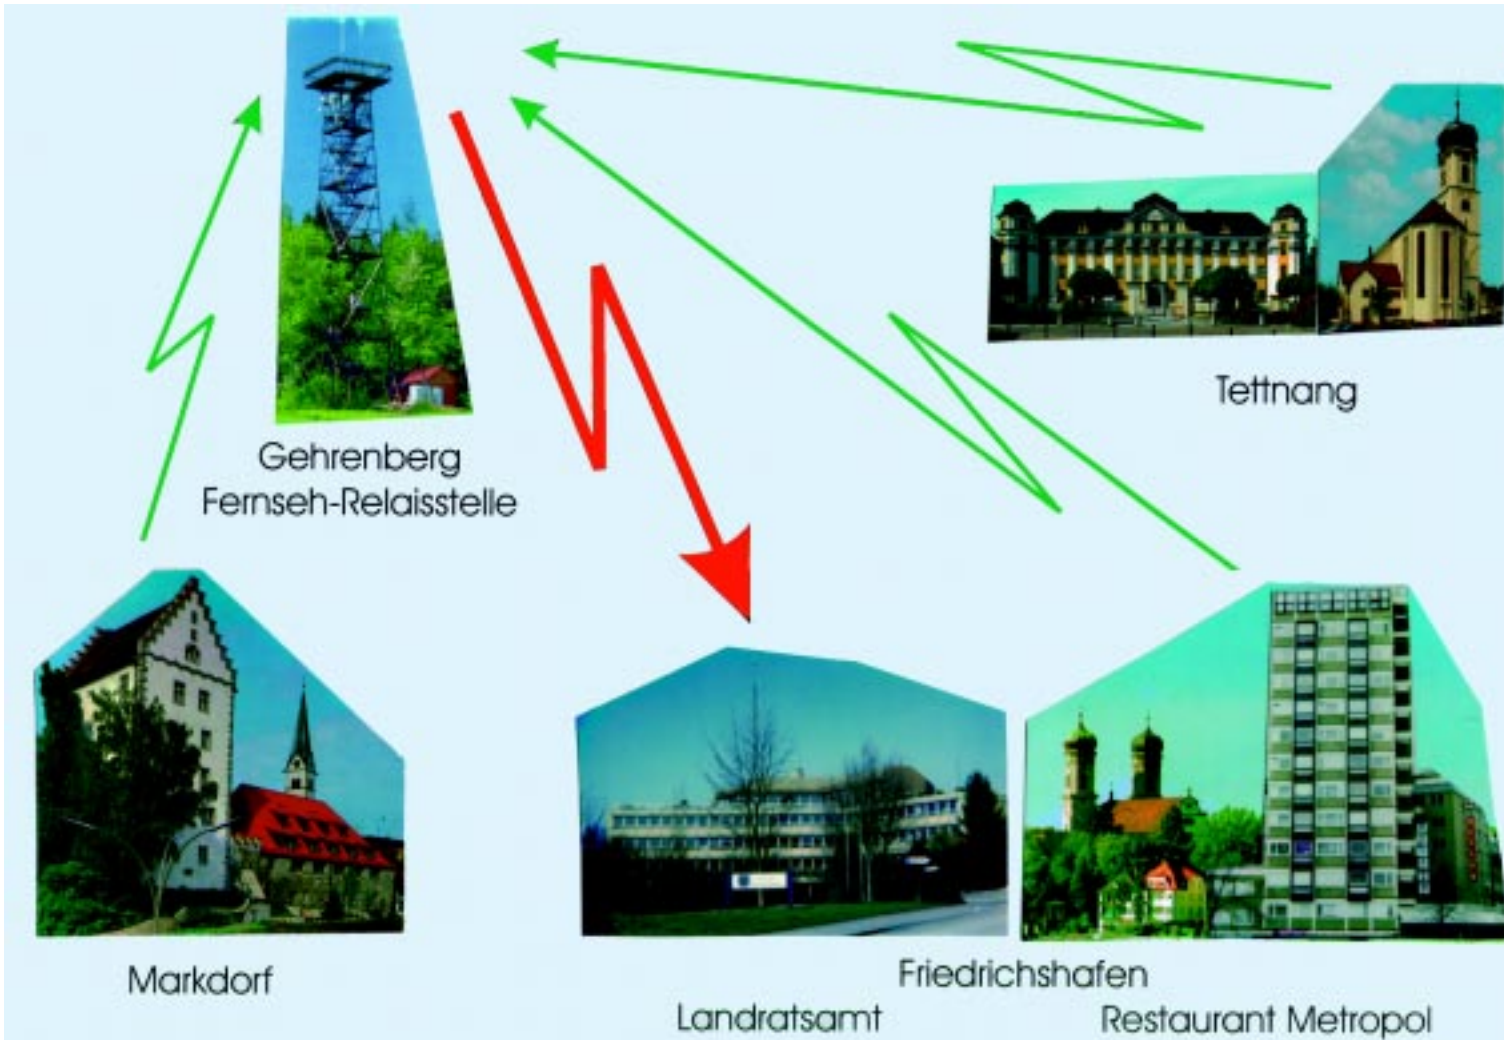 Gehrenberg
Fernseh-Relaisstelle
Tettnang
Markdorf
Friedrichshafen
Landratsamt
Restaurant Metropol